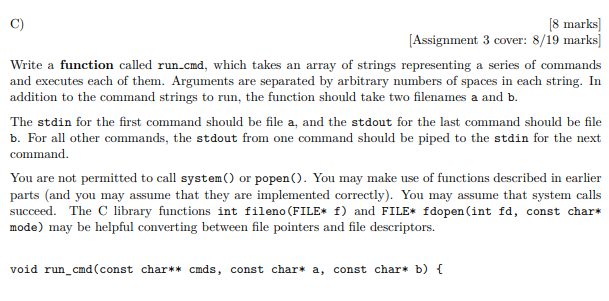 C) [8 marks]
[Assignment 3 cover: 8/19 marks]
Write a function called run_cmd, which takes an array of strings representing a series of commands
and executes each of them. Arguments are separated by arbitrary numbers of spaces in each string. In
addition to the command strings to run, the function should take two filenames a and b.
The stdin for the first command should be file a, and the stdout for the last command should be file
b. For all other commands, the stdout from one command should be piped to the stdin for the next
command.
You are not permitted to call system() or popen(). You may make use of functions described in earlier
parts (and you may assume that they are implemented correctly). You may assume that system calls
succeed. The C library functions int fileno(FILE* f) and FILE* fdopen(int fd, const char*
mode) may be helpful converting between file pointers and file descriptors.
void run_cmd(const char** cmds, const char* a, const char* b) {